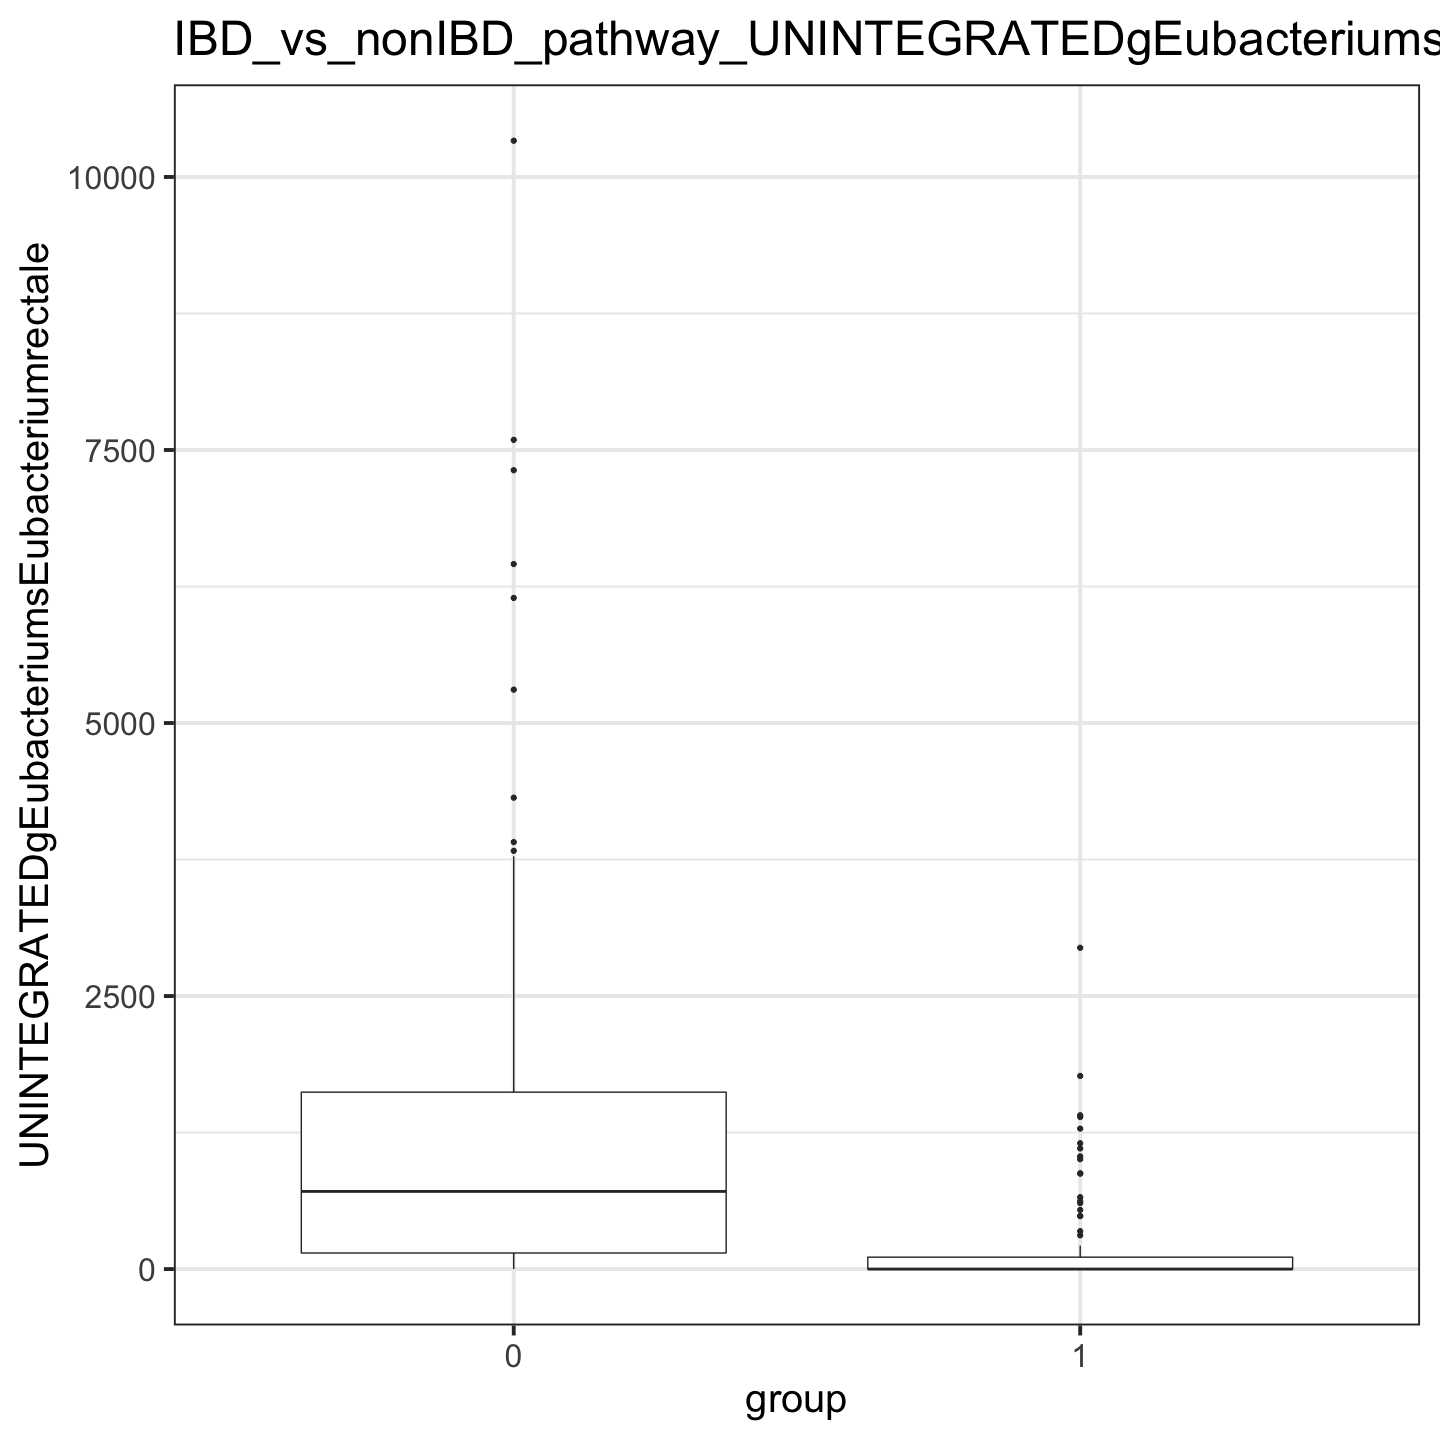 IBD_vs_nonIBD_pathway_UNINTEGRATEDgEubacteriums
UNINTEGRATEDgEubacteriumsEubacteriumrectale
10000
7500
5000
2500
0
0 1
group